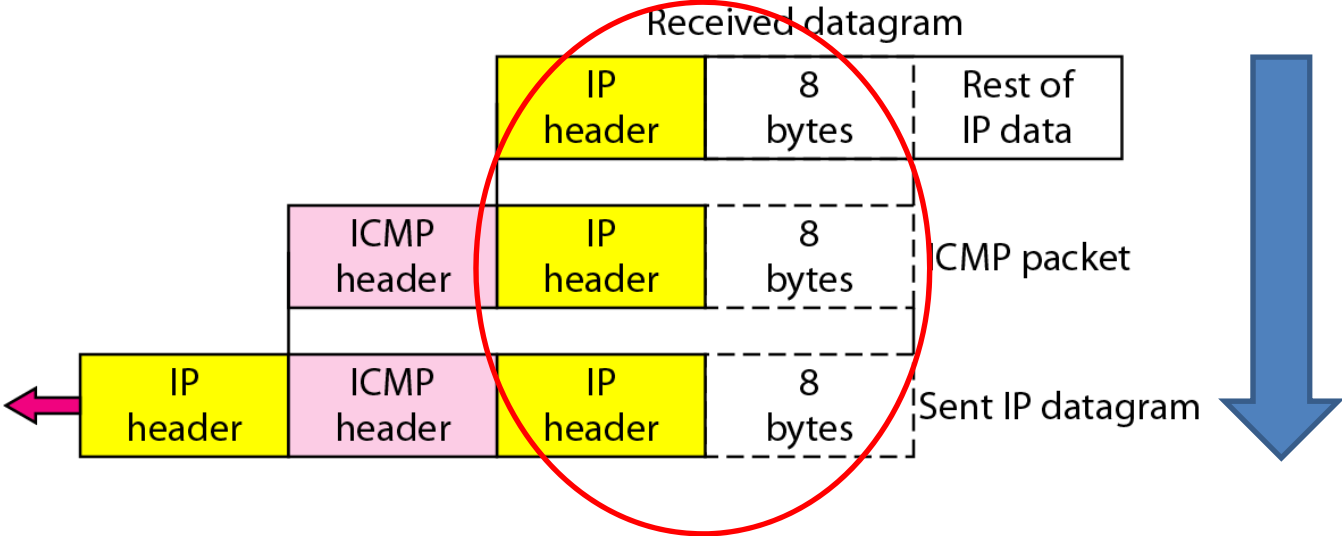 Received datagram
IP
header
8
bytes
Rest of
IP data
ICMP
header
IP
header
8
bytes
ICMP packet
IP
header
ICMP
header
IP
header
8
bytes
Sent IP datagram